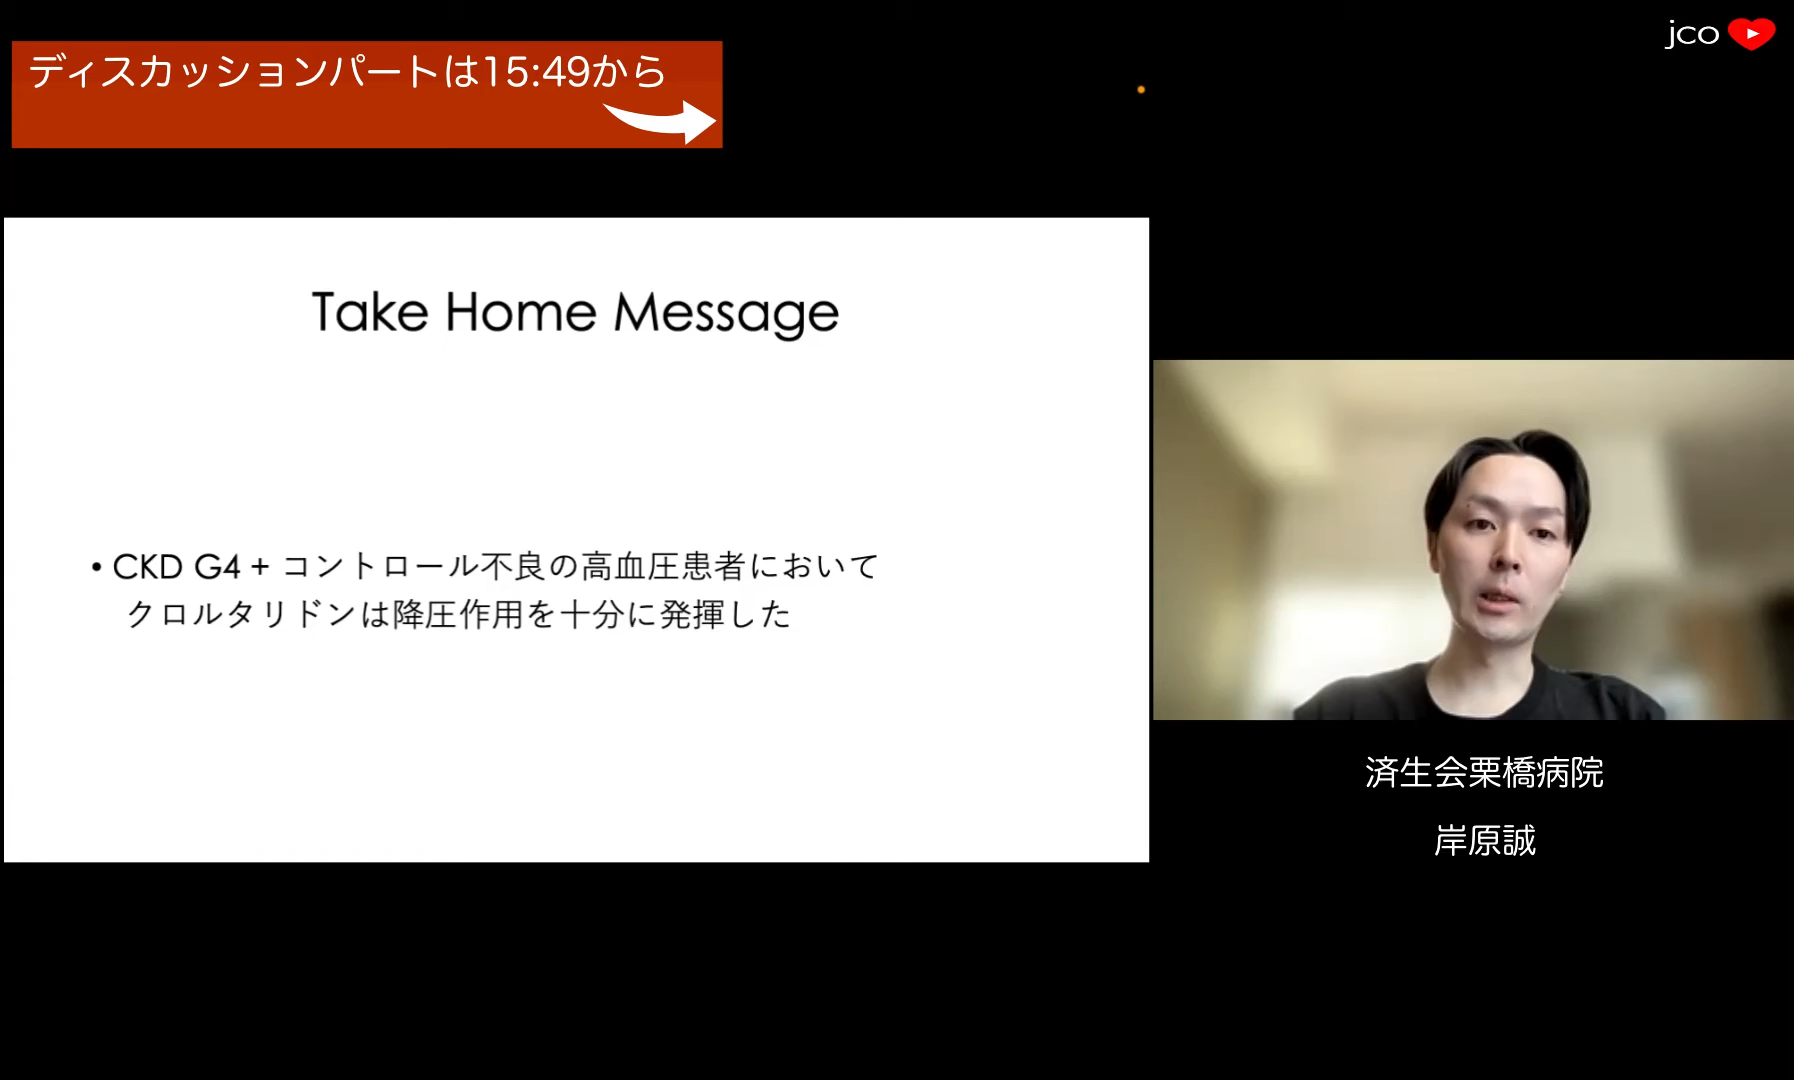 jco
ディスカッションパートは15:49から
Take Home Message
• CKD G4 + コントロール不良の高血圧患者において
クロルタリドンは降圧作用を十分に発揮した
済生会栗橋病院
岸原誠